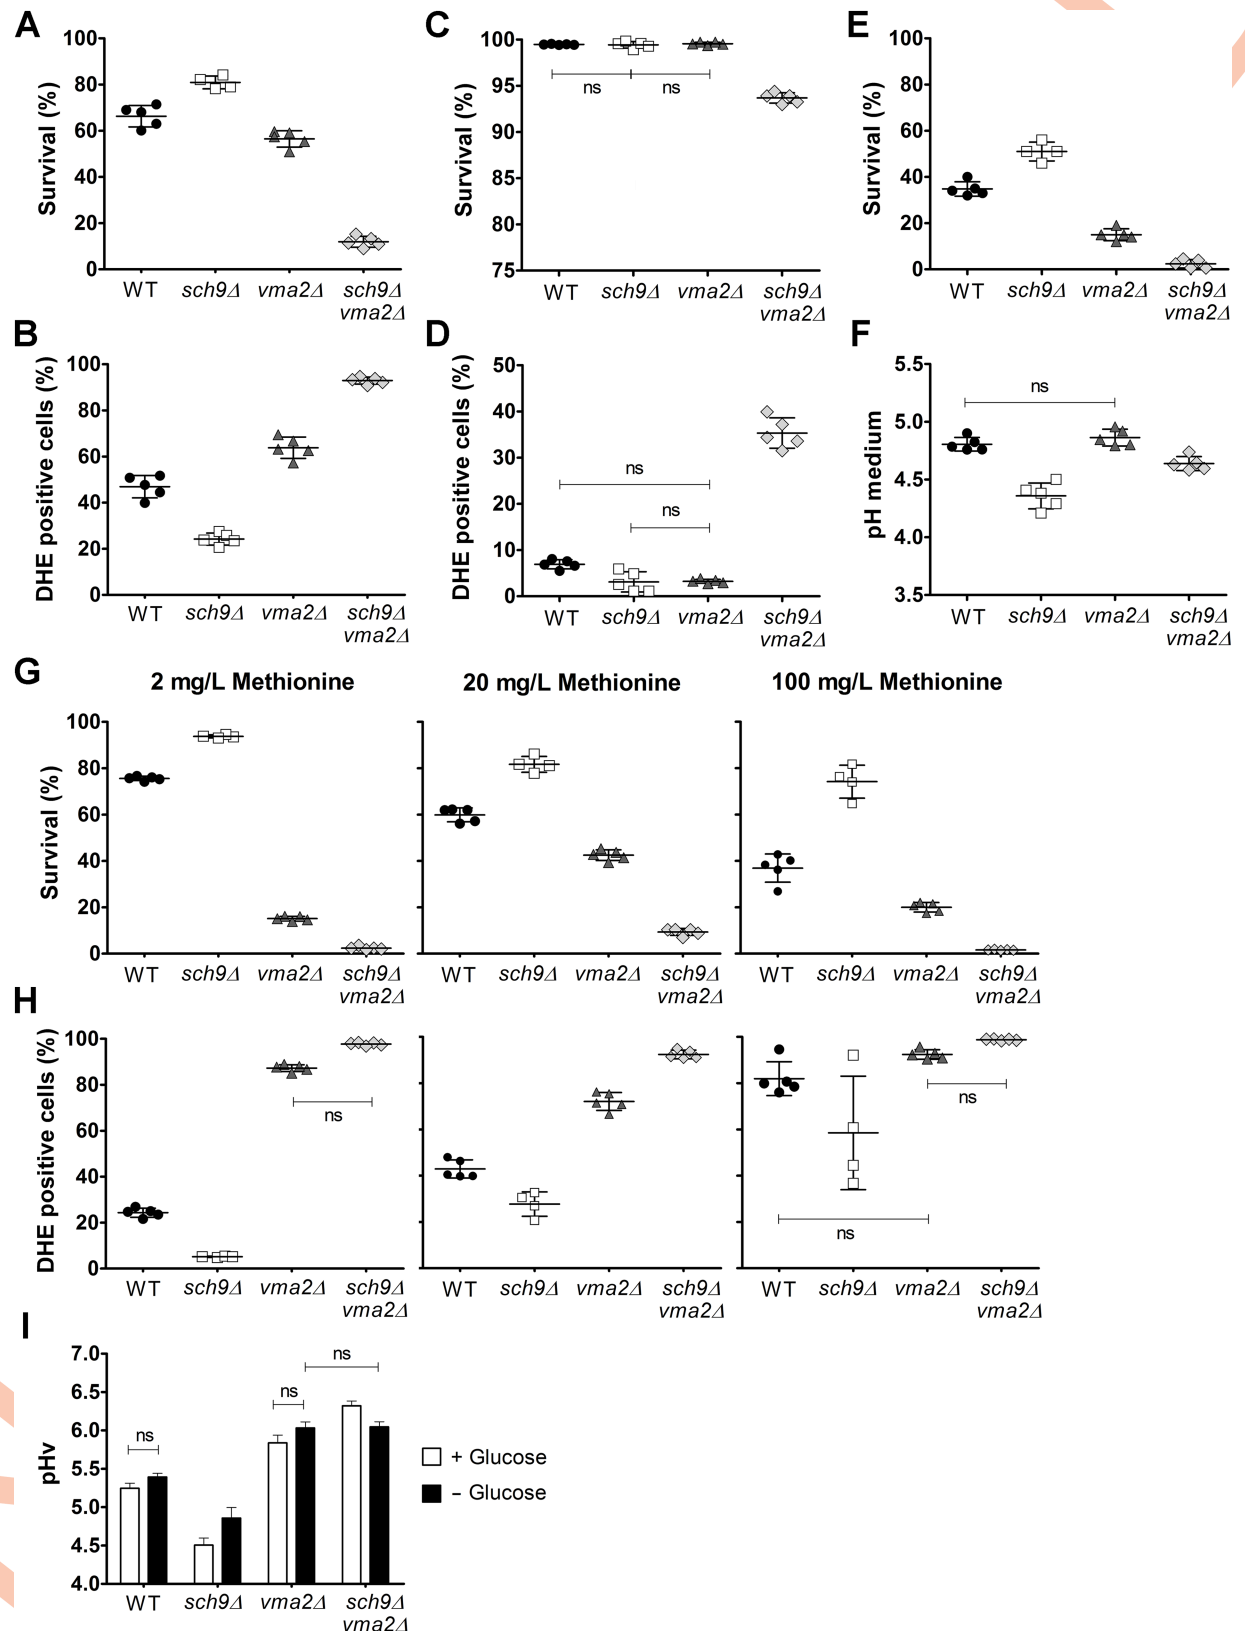 A
Survival (%)
100
80
60
40
20
0
WT
sch9Δ
vma2Δ
sch9Δ
vma2Δ
C
Survival (%)
100
95
90
85
80
75
ns
ns
WT
sch9Δ
vma2Δ
sch9Δ
vma2Δ
E
Survival (%)
100
80
60
40
20
0
WT
sch9Δ
vma2Δ
sch9Δ
vma2Δ
B
DHE positive cells (%)
100
80
60
40
20
0
WT
sch9Δ
vma2Δ
sch9Δ
vma2Δ
D
DHE positive cells (%)
50
40
30
20
10
0
ns
ns
WT
sch9Δ
vma2Δ
sch9Δ
vma2Δ
F
pH medium
5.5
5.0
4.5
4.0
3.5
ns
WT
sch9Δ
vma2Δ
sch9Δ
vma2Δ
G
2 mg/L Methionine
20 mg/L Methionine
100 mg/L Methionine
Survival (%)
100
80
60
40
20
0
WT
sch9Δ
vma2Δ
sch9Δ
vma2Δ
WT
sch9Δ
vma2Δ
sch9Δ
vma2Δ
WT
sch9Δ
vma2Δ
sch9Δ
vma2Δ
H
DHE positive cells (%)
100
80
60
40
20
0
ns
WT
sch9Δ
vma2Δ
sch9Δ
vma2Δ
WT
sch9Δ
vma2Δ
sch9Δ
vma2Δ
ns
ns
WT
sch9Δ
vma2Δ
sch9Δ
vma2Δ
I
pHv
7.0
6.5
6.0
5.5
5.0
4.5
4.0
ns
ns
ns
WT
sch9Δ
vma2Δ
sch9Δ
vma2Δ
+ Glucose
– Glucose